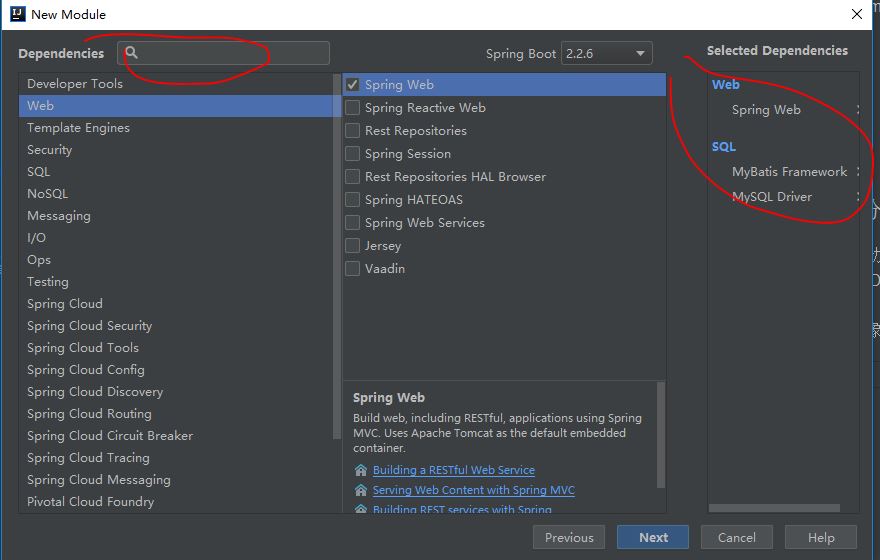 New Module
Dependencies
Spring Boot 2.2.6
Selected Dependencies
Developer Tools
Web
Template Engines
Security
SQL
NoSQL
Messaging
I/O
Ops
Testing
Spring Cloud
Spring Cloud Security
Spring Cloud Tools
Spring Cloud Config
Spring Cloud Discovery
Spring Cloud Routing
Spring Cloud Circuit Breaker
Spring Cloud Tracing
Spring Cloud Messaging
Pivotal Cloud Foundry
Spring Web
Spring Reactive Web
Rest Repositories
Spring Session
Rest Repositories HAL Browser
Spring HATEOAS
Spring Web Services
Jersey
Vaadin
Spring Web
Build web, including RESTful, applications using Spring
MVC. Uses Apache Tomcat as the default embedded
container.
Building a RESTful Web Service
Serving Web Content with Spring MVC
Building REST services with Spring
Web
Spring Web
SQL
MyBatis Framework
MySQL Driver
Previous
Next
Cancel
Help